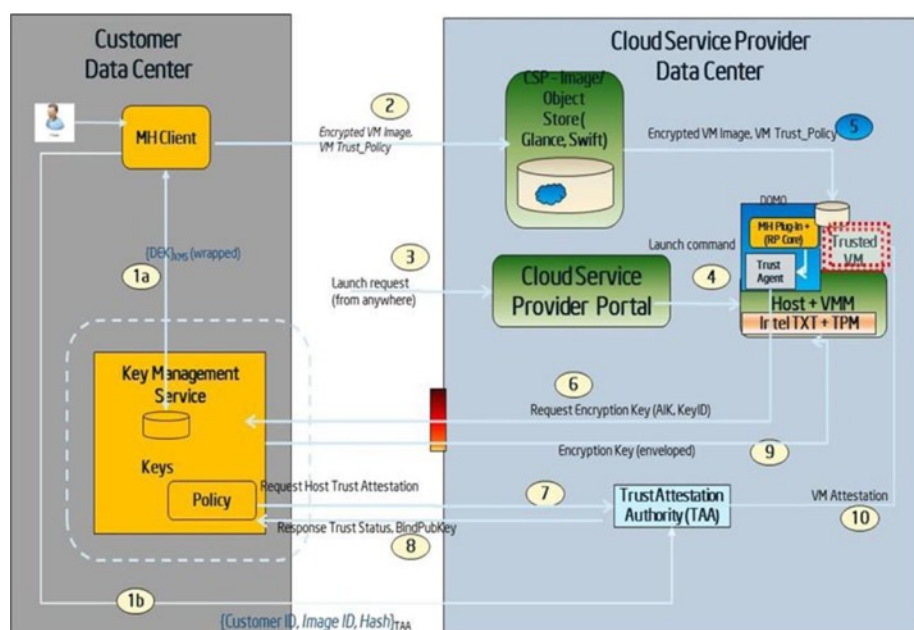 Customer
Data Center
Cloud Service Provider
Data Center
MH Client
2
Encrypted VM Image,
VM Trust_Policy
CSP - Image/
Object
Store (
Glance, Swift)
Encrypted VM Image, VM Trust_Policy
5
DOMO
MH Plug-In +
(RP Core)
Trusted
VM
Trust
Agent
Launch command
4
{DEK}
(wrapped)
1a
3
Launch request
(from anywhere)
Cloud Service
Provider Portal
Host + VMM
Intel TXT + TPM
Key Management
Service
Keys
Policy
6
Request Encryption Key (AIK, KeyID)
Encryption Key (enveloped)
9
Request Host Trust Attestation
7
Trust Attestation
Authority (TAA)
VM Attestation
10
Response Trust Status, BindPubKey
8
1b
{Customer ID, Image ID, Hash}TAA